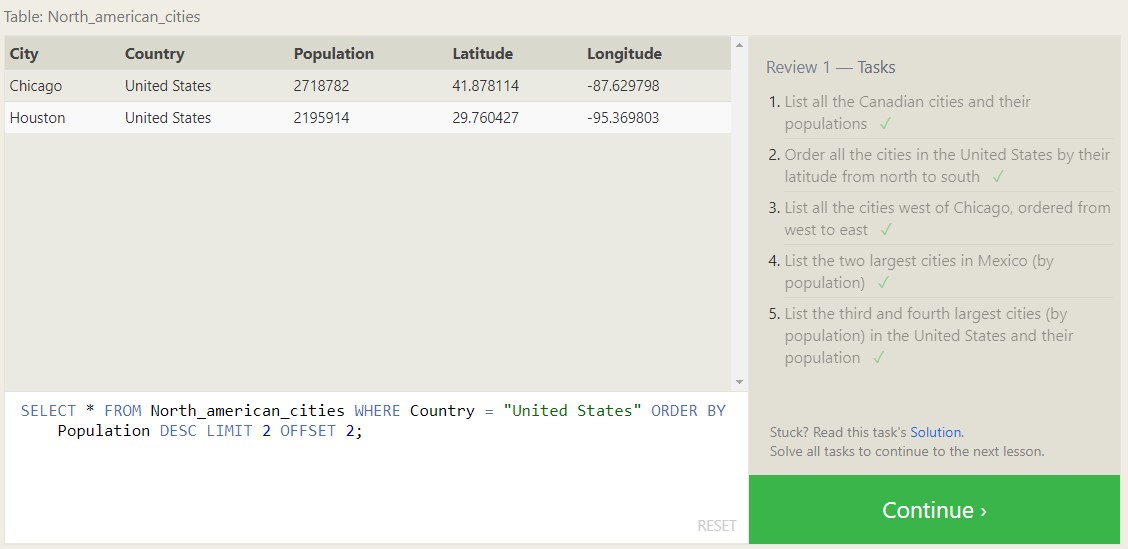 Table: North_american_cities
City Country Population Latitude Longitude
Chicago United States 2718782 41.878114 -87.629798
Houston United States 2195914 29.760427 -95.369803
SELECT * FROM North_american_cities WHERE Country = "United States" ORDER BY
Population DESC LIMIT 2 OFFSET 2;
RESET
Review 1 — Tasks
1. List all the Canadian cities and their
populations ✓
2. Order all the cities in the United States by their
latitude from north to south ✓
3. List all the cities west of Chicago, ordered from
west to east ✓
4. List the two largest cities in Mexico (by
population) ✓
5. List the third and fourth largest cities (by
population) in the United States and their
population ✓
Stuck? Read this task's Solution.
Solve all tasks to continue to the next lesson.
Continue ›